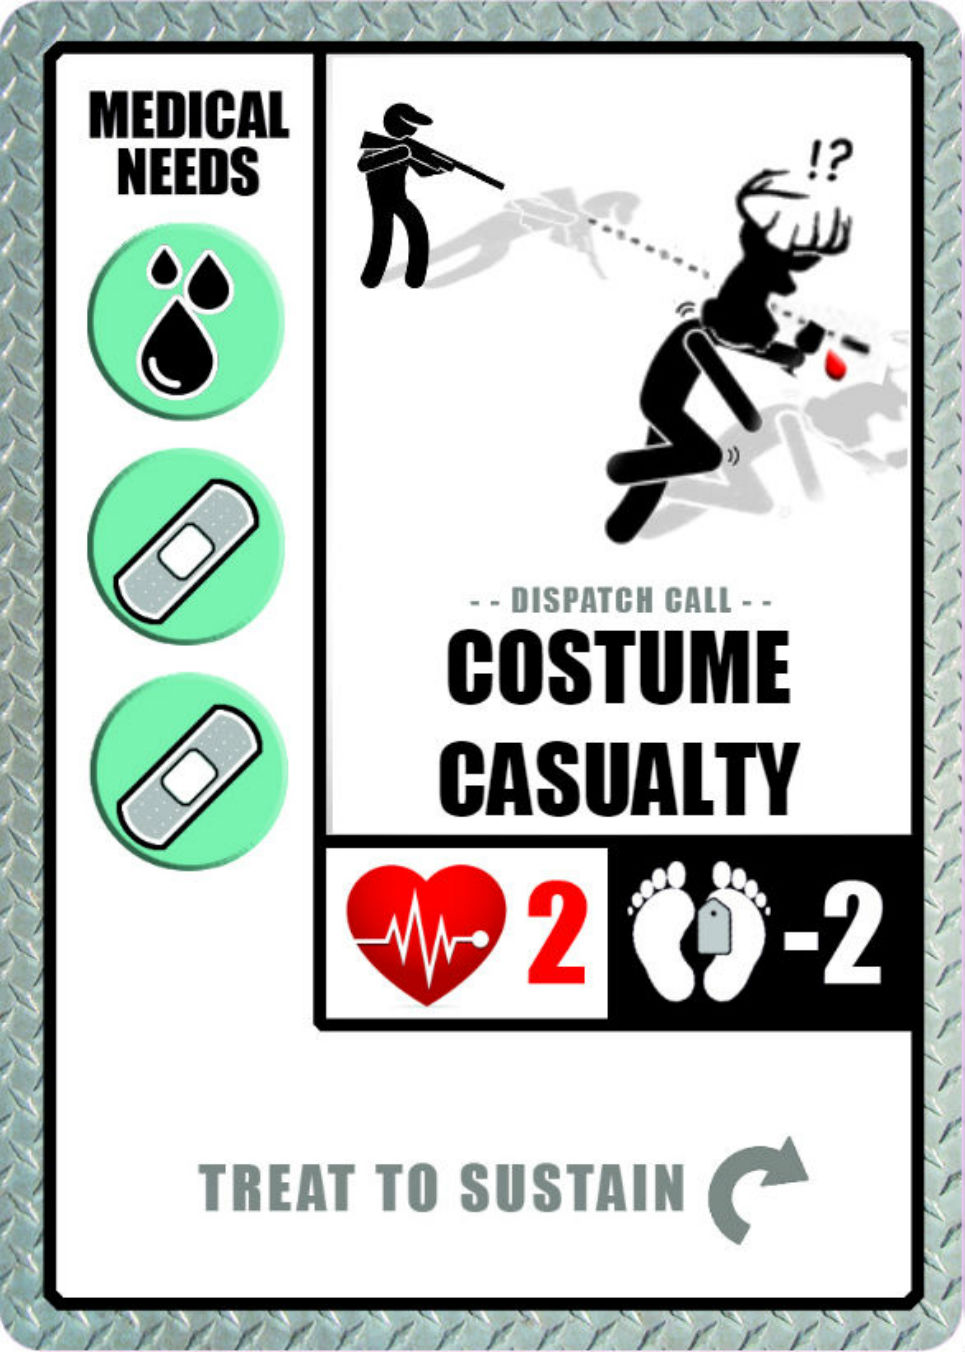 MEDICAL
NEEDS
!?
- - DISPATCH CALL - -
COSTUME
CASUALTY
2
-2
TREAT TO SUSTAIN